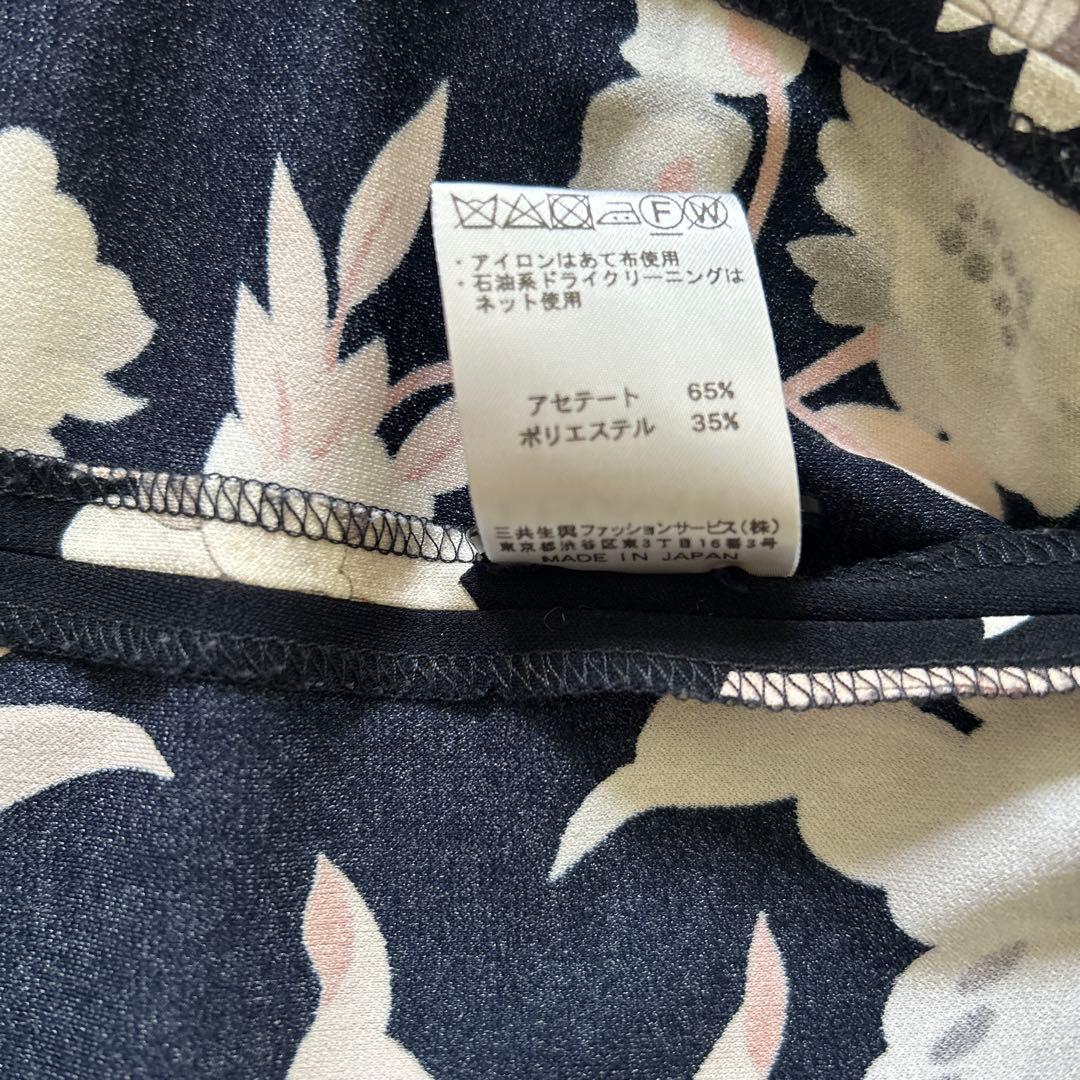 F W
・アイロンはあて布使用
・石油系ドライクリーニングは
ネット使用
アセテート 65%
ポリエステル 35%
三共生興ファッションサービス(株)
東京都渋谷区東3丁目16番3号
MADE IN JAPAN